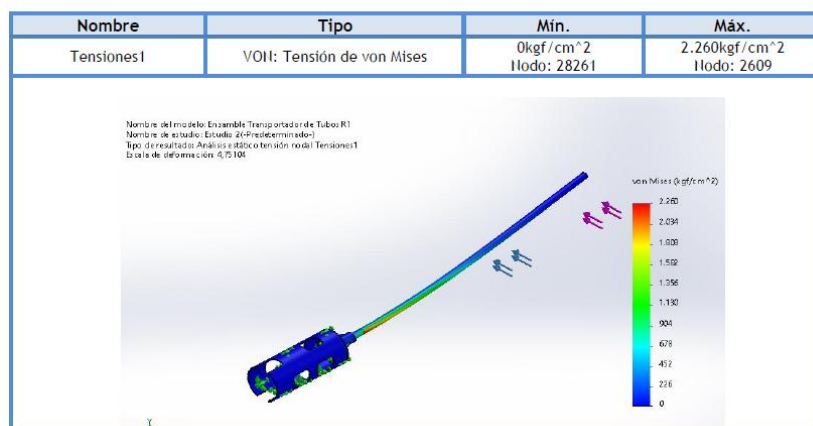 Nombre Tipo Mín. Máx.
Tensiones1 VON: Tensión de von Mises 0kgf/cm^2 Nodo: 28261 2.260kgf/cm^2 Nodo: 2609
Nombre del modelo: Ensamble Transportador de Tubos R1
Nombre de estudio: Estudio 2(-Predeterminado-)
Tipo de resultado: Análisis estático tensión nodal Tensiones1
Escala de deformación: 4,75104
von Mises (kgf/cm^2)
2.260
2.034
1.808
1.582
1.356
1.130
904
678
452
226
0
Y